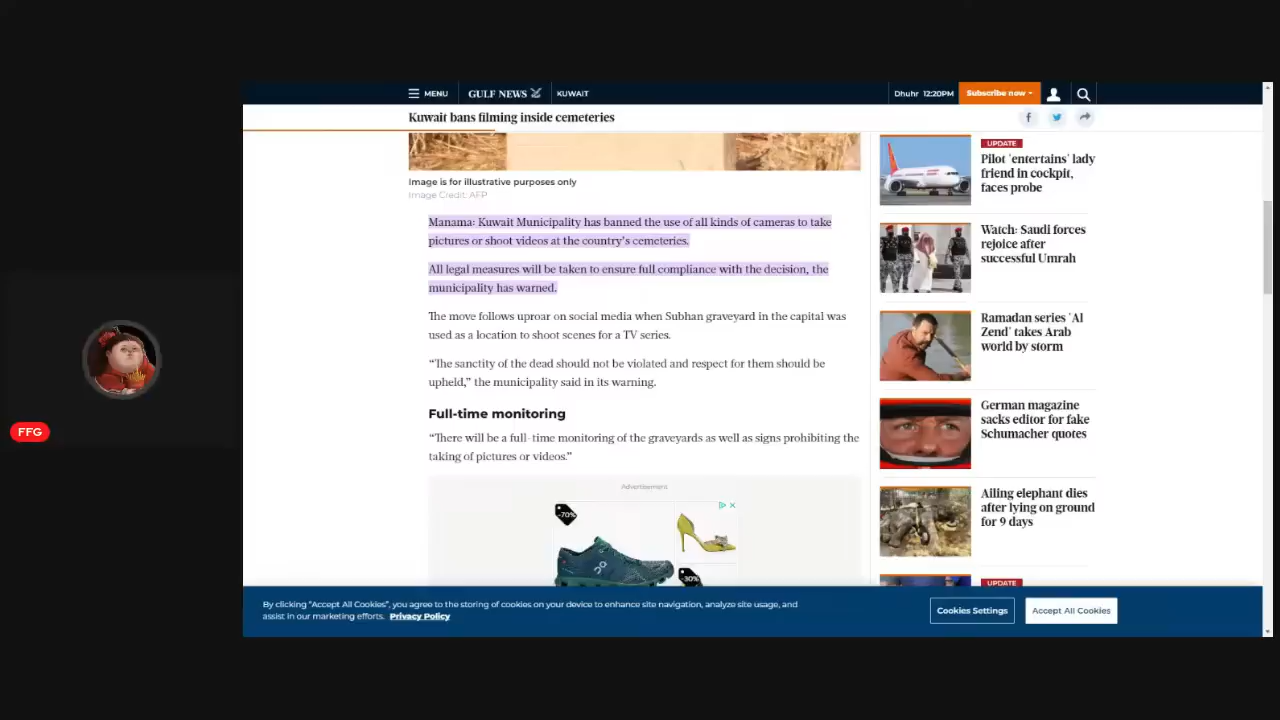 MENU
GULF NEWS
KUWAIT
Dhuhr 12:20PM
Subscribe now
Kuwait bans filming inside cemeteries
Image is for illustrative purposes only
Image Credit: AFP
Manama: Kuwait Municipality has banned the use of all kinds of cameras to take
pictures or shoot videos at the country's cemeteries.
All legal measures will be taken to ensure full compliance with the decision, the
municipality has warned.
The move follows uproar on social media when Subhan graveyard in the capital was
used as a location to shoot scenes for a TV series.
“The sanctity of the dead should not be violated and respect for them should be
upheld,” the municipality said in its warning.
Full-time monitoring
“There will be a full-time monitoring of the graveyards as well as signs prohibiting the
taking of pictures or videos.”
Advertisement
-70%
-30%
UPDATE
Pilot 'entertains' lady
friend in cockpit,
faces probe
Watch: Saudi forces
rejoice after
successful Umrah
Ramadan series 'Al
Zend' takes Arab
world by storm
German magazine
sacks editor for fake
Schumacher quotes
Ailing elephant dies
after lying on ground
for 9 days
UPDATE
By clicking “Accept All Cookies”, you agree to the storing of cookies on your device to enhance site navigation, analyze site usage, and
assist in our marketing efforts. Privacy Policy
Cookies Settings
Accept All Cookies
FFG